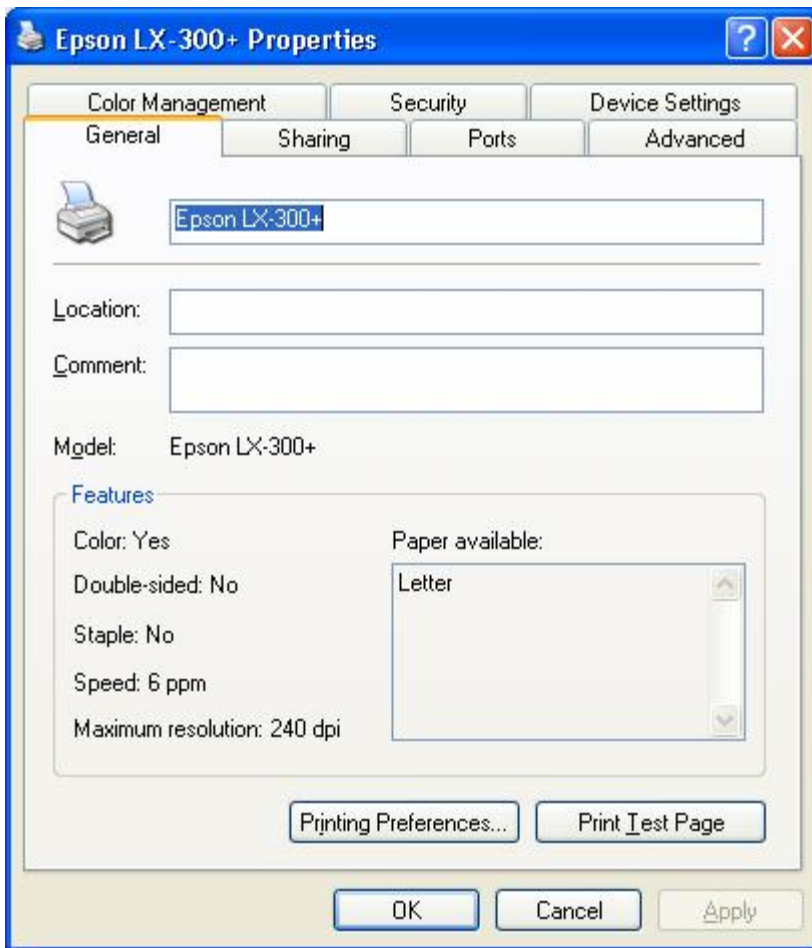 Epson LX-300+ Properties
?
Color Management Security Device Settings
General Sharing Ports Advanced
Epson LX-300+
Location:
Comment:
Model: Epson LX-300+
Features
Color: Yes
Paper available:
Double-sided: No
Letter
Staple: No
Speed: 6 ppm
Maximum resolution: 240 dpi
Printing Preferences... Print Test Page
OK Cancel Apply